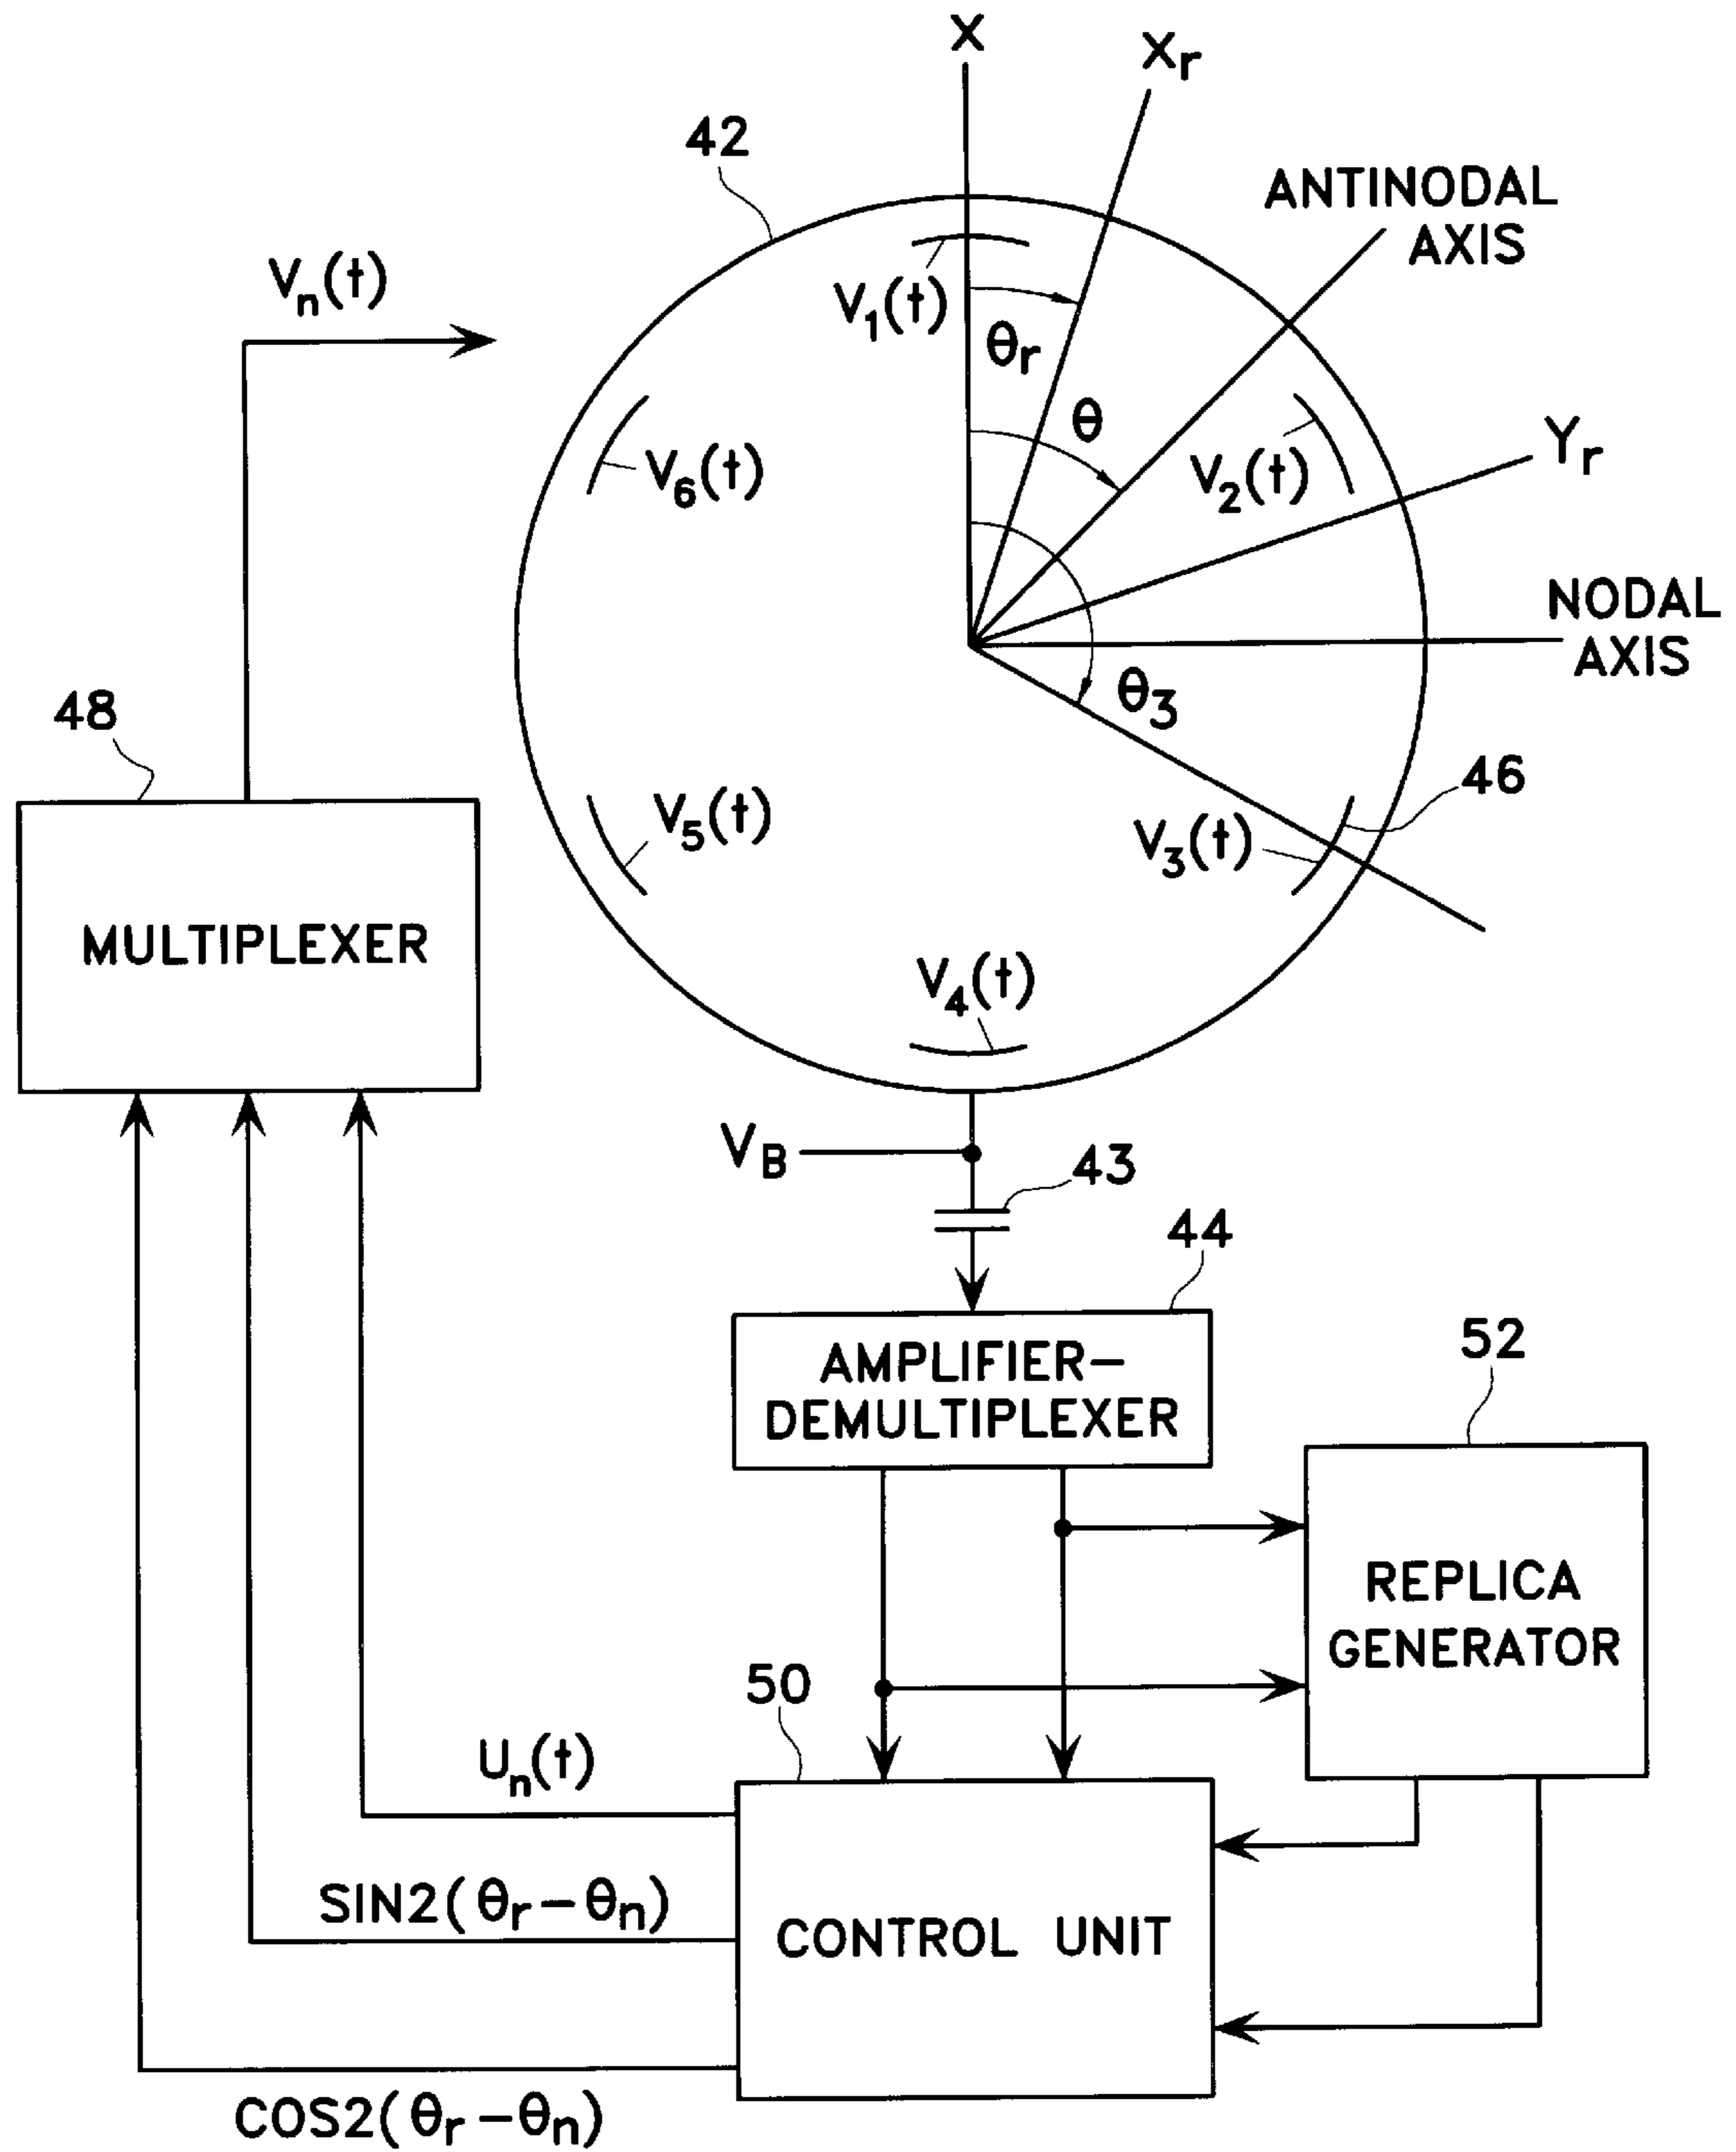 X
Xr
42
ANTINODAL
AXIS
Vn(t)
V1(t)
θr
θ
Yr
V6(t)
V2(t)
NODAL
AXIS
θ3
48
46
V5(t)
V3(t)
MULTIPLEXER
V4(t)
VB
43
44
AMPLIFIER–
DEMULTIPLEXER
52
REPLICA
GENERATOR
50
Un(t)
SIN2(θr–θn)
CONTROL UNIT
COS2(θr–θn)